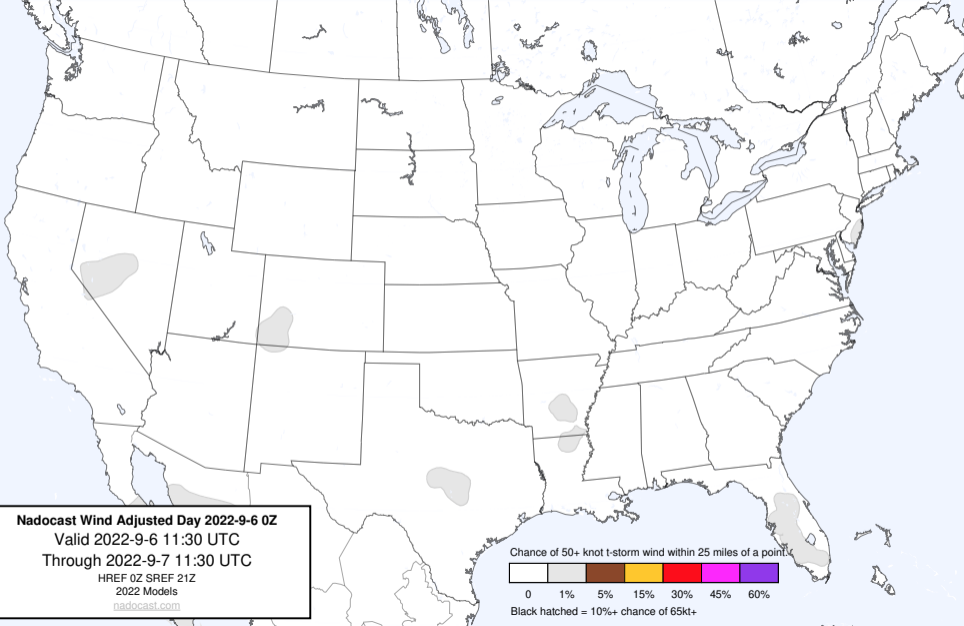 Nadocast Wind Adjusted Day 2022-9-6 0Z
Valid 2022-9-6 11:30 UTC
Through 2022-9-7 11:30 UTC
HREF 0Z SREF 21Z
2022 Models
nadocast.com
Chance of 50+ knot t-storm wind within 25 miles of a point.
0 1% 5% 15% 30% 45% 60%
Black hatched = 10%+ chance of 65kt+